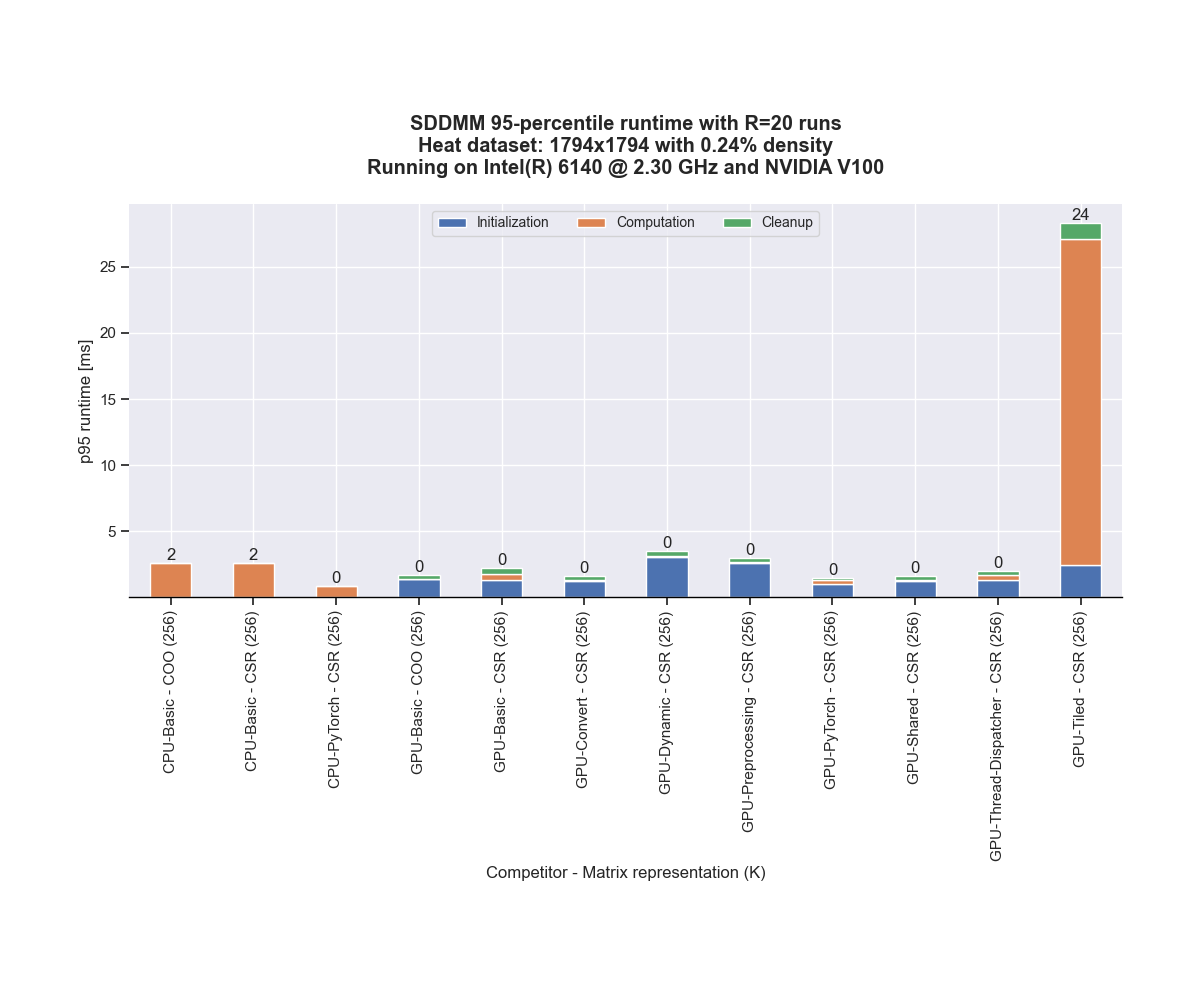 SDDMM 95-percentile runtime with R=20 runs
Heat dataset: 1794x1794 with 0.24% density
Running on Intel(R) 6140 @ 2.30 GHz and NVIDIA V100
Initialization
Computation
Cleanup
p95 runtime [ms]
25
20
15
10
5
2
2
0
0
0
0
0
0
0
0
0
24
CPU-Basic - COO (256)
CPU-Basic - CSR (256)
CPU-PyTorch - CSR (256)
GPU-Basic - COO (256)
GPU-Basic - CSR (256)
GPU-Convert - CSR (256)
GPU-Dynamic - CSR (256)
GPU-Preprocessing - CSR (256)
GPU-PyTorch - CSR (256)
GPU-Shared - CSR (256)
GPU-Thread-Dispatcher - CSR (256)
GPU-Tiled - CSR (256)
Competitor - Matrix representation (K)